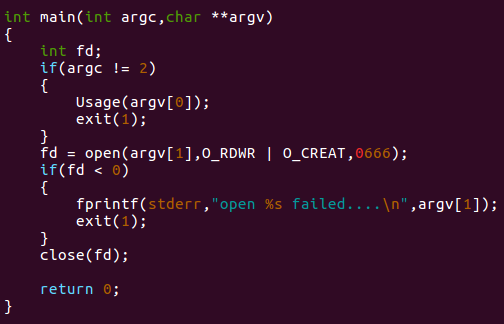 int main(int argc,char **argv)
{
    int fd;
    if(argc != 2)
    {
        Usage(argv[0]);
        exit(1);
    }
    fd = open(argv[1],O_RDWR | O_CREAT,0666);
    if(fd < 0)
    {
        fprintf(stderr,"open %s failed....\n",argv[1]);
        exit(1);
    }
    close(fd);

    return 0;
}